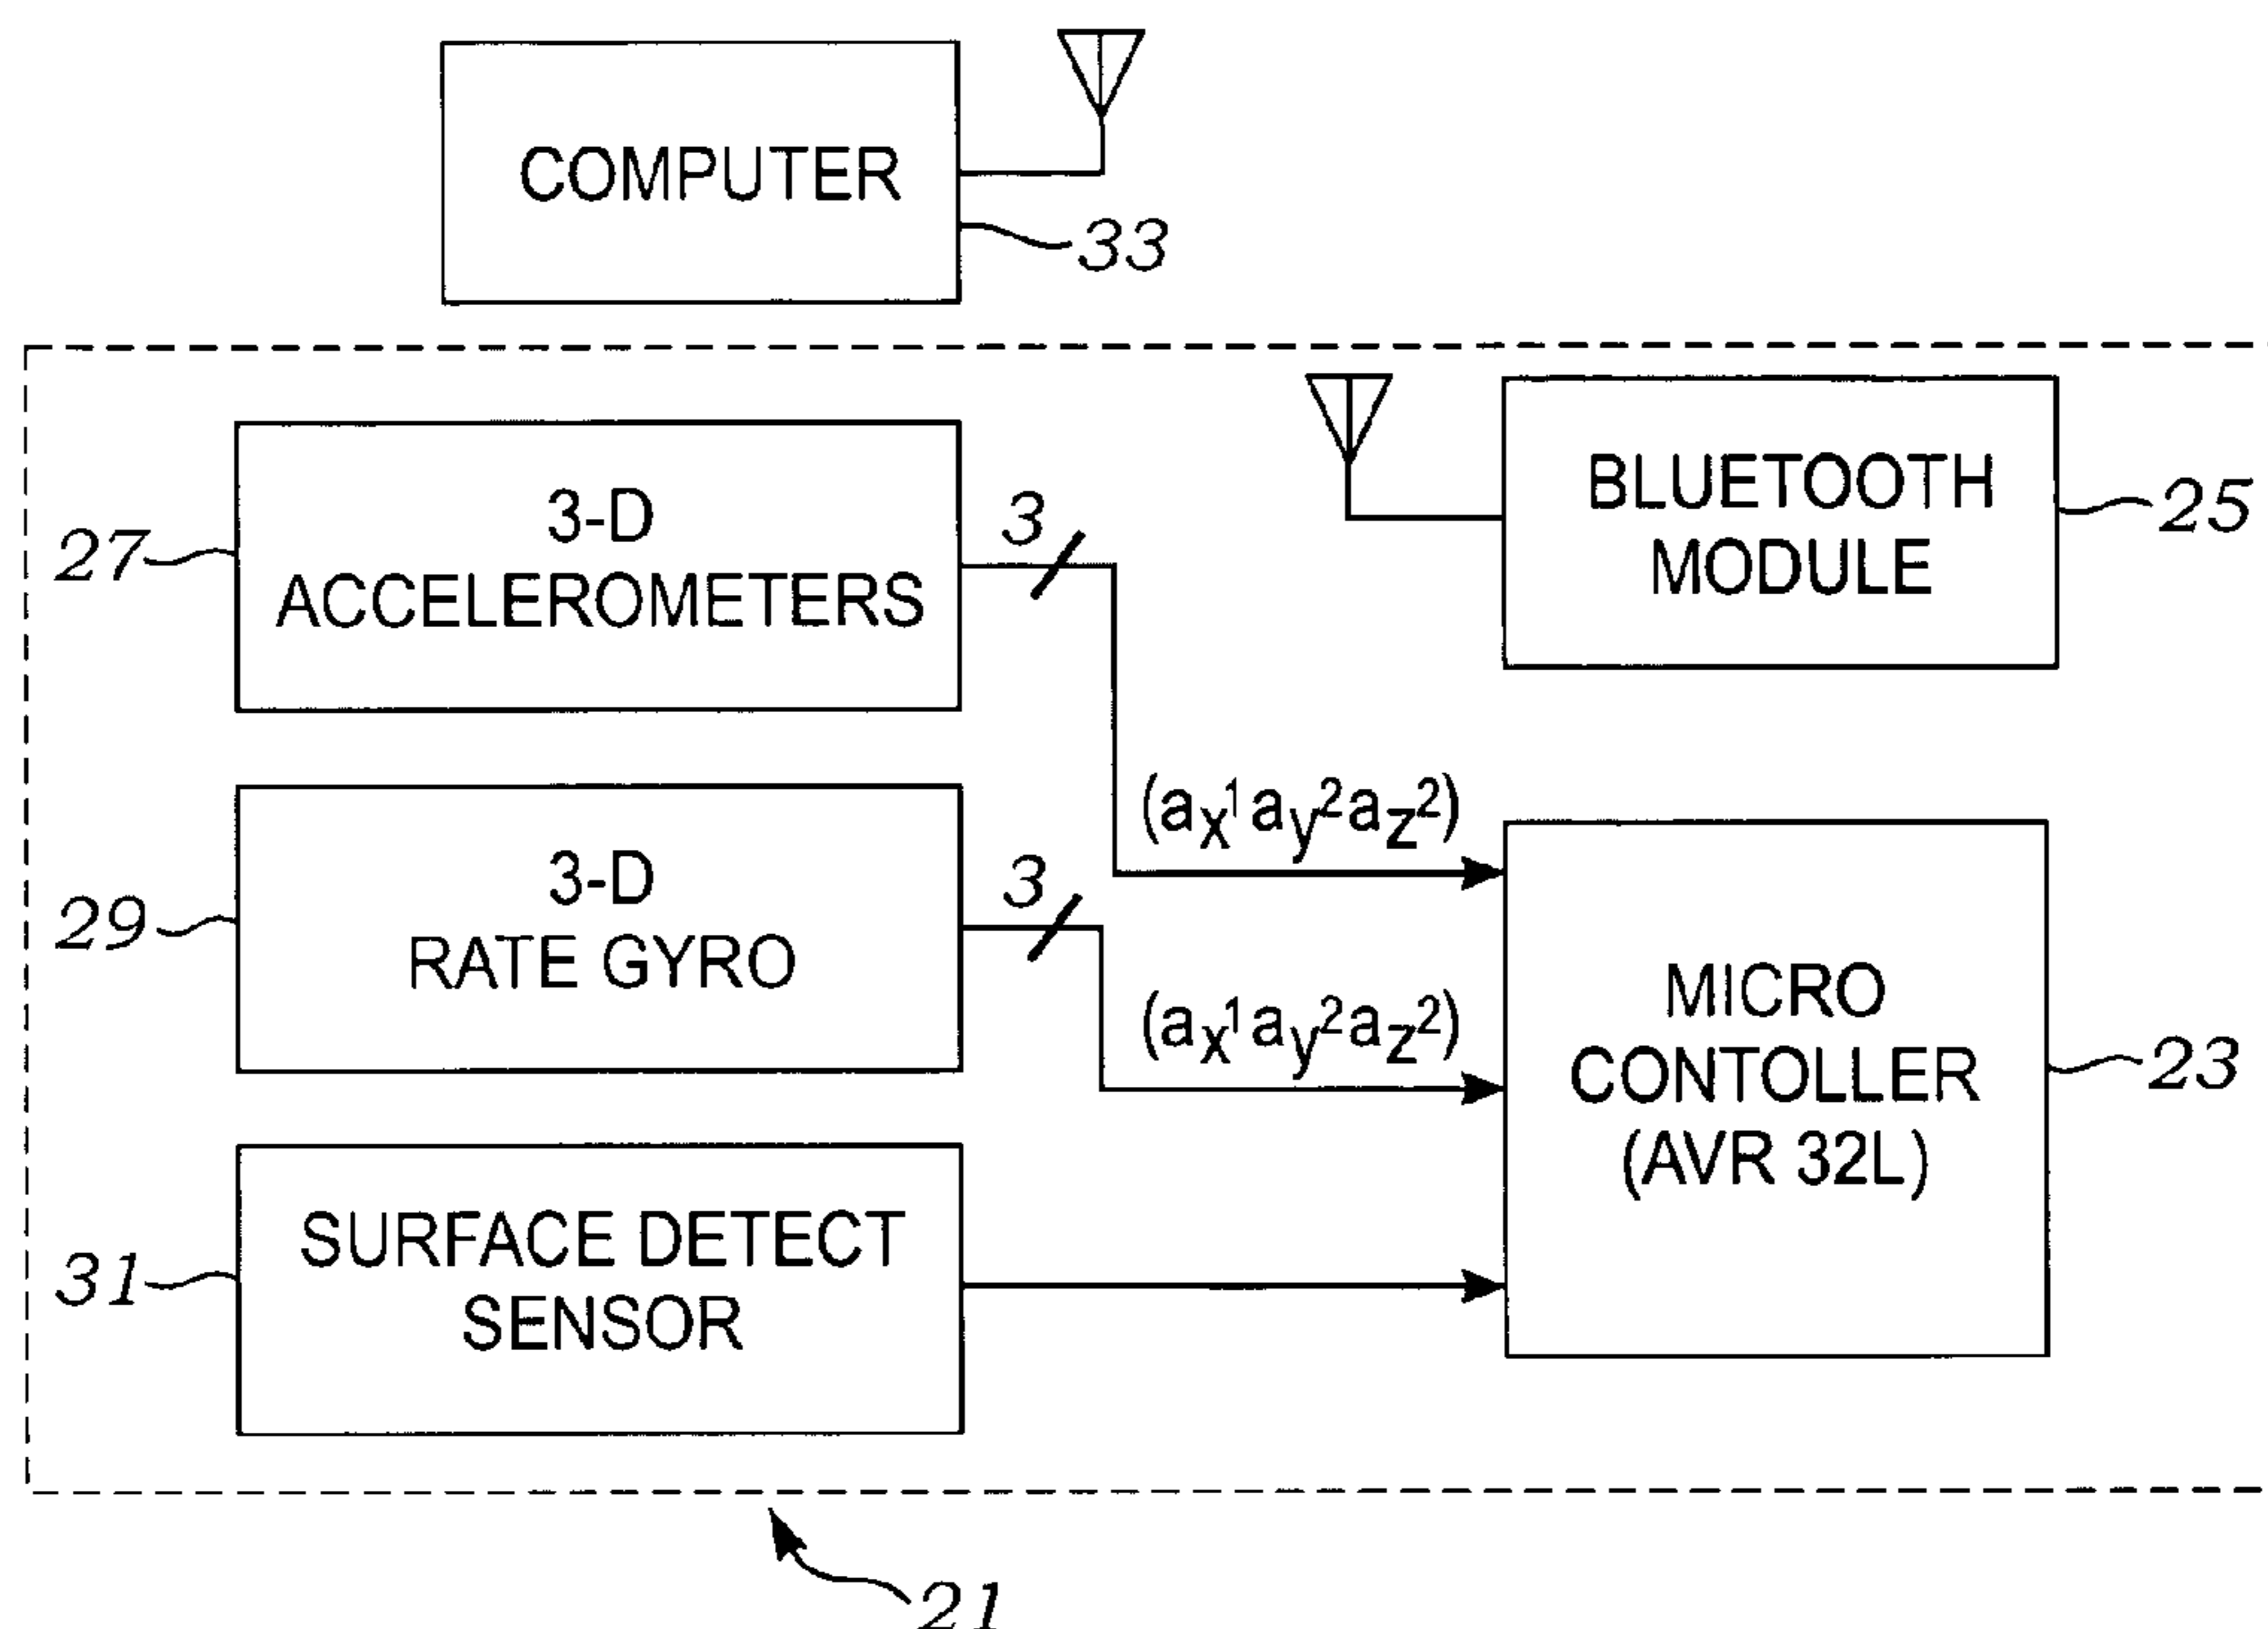 COMPUTER
33
3-D
ACCELEROMETERS
27
3
BLUETOOTH
MODULE
25
(ax1ay2az2)
3-D
RATE GYRO
29
3
(ax1ay2az2)
MICRO
CONTOLLER
(AVR 32L)
23
SURFACE DETECT
SENSOR
31
21